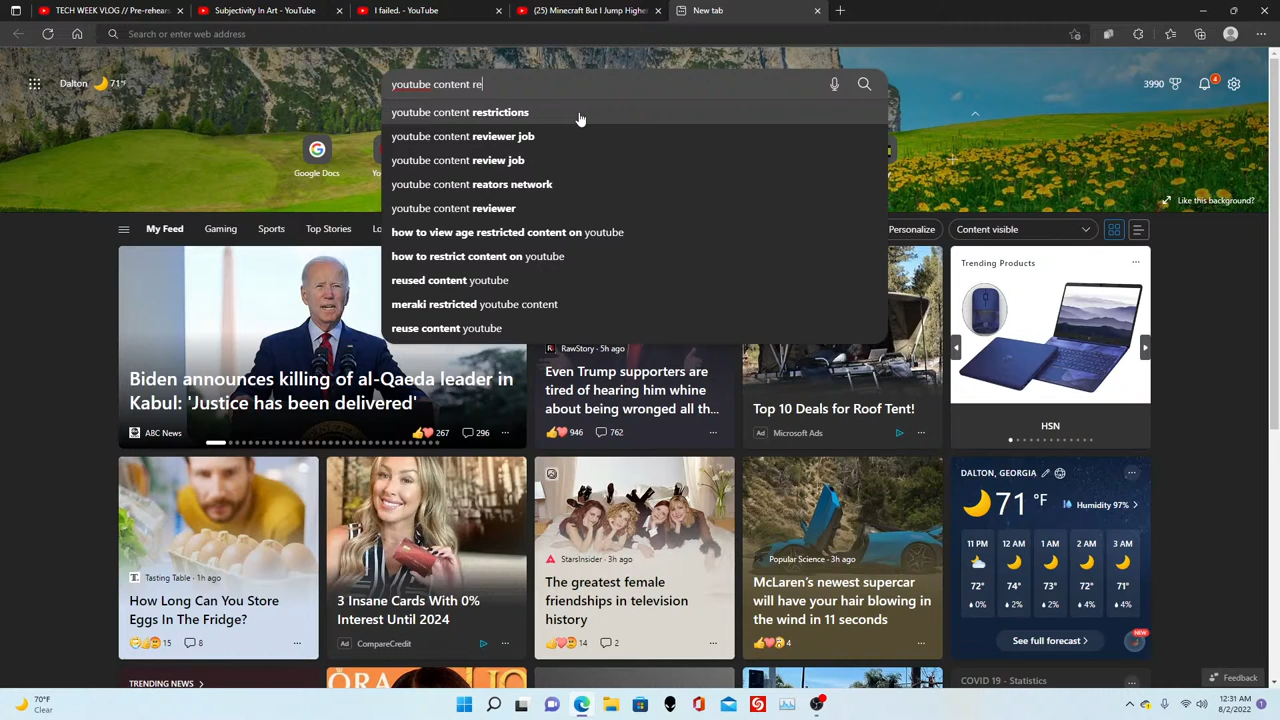 TECH WEEK VLOG // Pre-rehears
Subjectivity In Art - YouTube
I failed. - YouTube
(25) Minecraft But I Jump Higher
New tab
Search or enter web address
Dalton 71°F
youtube content re
3990
4
youtube content restrictions
youtube content reviewer job
youtube content review job
youtube content reators network
youtube content reviewer
how to view age restricted content on youtube
how to restrict content on youtube
reused content youtube
meraki restricted youtube content
reuse content youtube
Google Docs
Like this background?
My Feed
Gaming
Sports
Top Stories
Personalize
Content visible
Biden announces killing of al-Qaeda leader in
Kabul: 'Justice has been delivered'
ABC News
267
296
RawStory · 5h ago
Even Trump supporters are
tired of hearing him whine
about being wronged all th...
946
762
Top 10 Deals for Roof Tent!
Ad Microsoft Ads
Trending Products
HSN
Tasting Table · 1h ago
How Long Can You Store
Eggs In The Fridge?
15
8
3 Insane Cards With 0%
Interest Until 2024
Ad CompareCredit
StarsInsider · 3h ago
The greatest female
friendships in television
history
14
2
Popular Science · 3h ago
McLaren's newest supercar
will have your hair blowing in
the wind in 11 seconds
4
DALTON, GEORGIA
71 °F
Humidity 97%
11 PM 12 AM 1 AM 2 AM 3 AM
72° 74° 73° 72° 71°
0% 2% 2% 4% 4%
See full forecast
NEW
TRENDING NEWS
COVID 19 - Statistics
Feedback
70°F
Clear
12:31 AM
8/2/2022